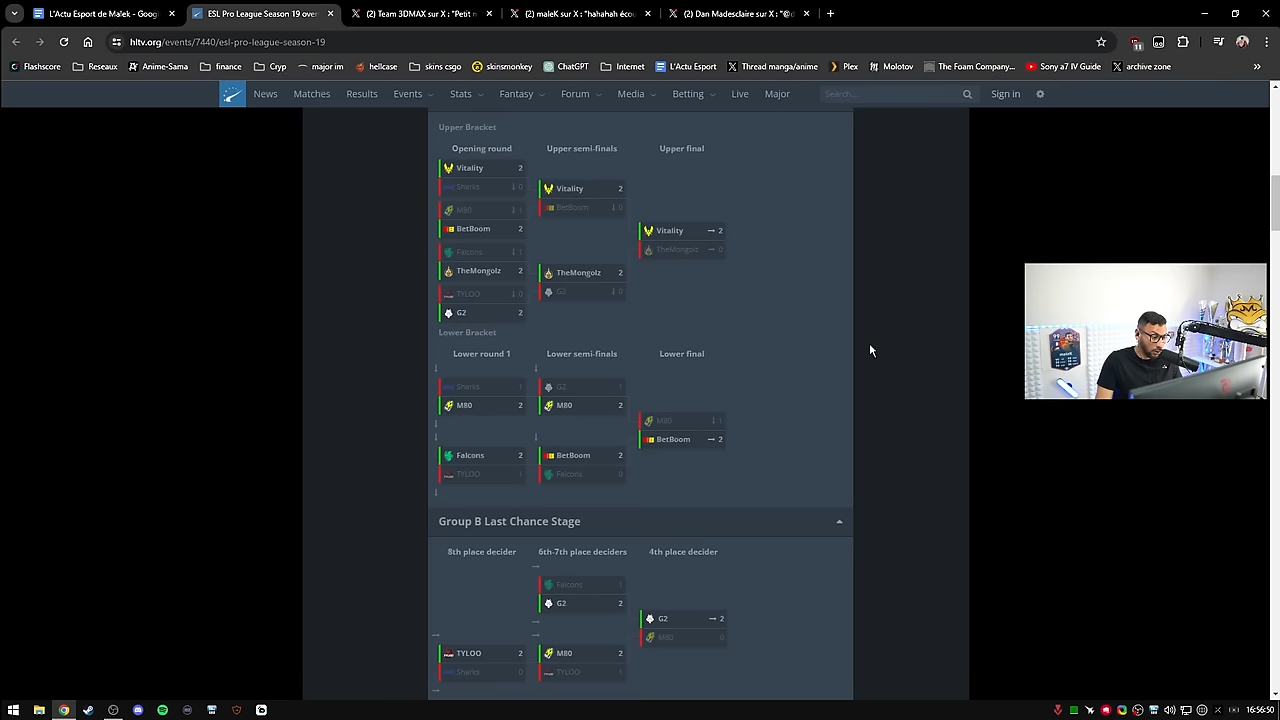 L'Actu Esport de Malek - Googl
ESL Pro League Season 19 over
(2) Team 3DMAX sur X : "Petit
(2) maleK sur X : "hahahah écou
(2) Dan Madesclaire sur X : "@d
hltv.org/events/7440/esl-pro-league-season-19
11
Flashscore Reseaux Anime-Sama finance Cryp major im hellcase skins csgo skinsmonkey ChatGPT Internet L'Actu Esport Thread manga/anime Plex Molotov The Foam Company... Sony a7 IV Guide archive zone
News Matches Results Events Stats Fantasy Forum Media Betting Live Major Search... Sign in
Upper Bracket
Opening round Upper semi-finals Upper final
Vitality 2
Sharks 0
M80 1
BetBoom 2
Falcons 1
TheMongolz 2
TYLOO 0
G2 2
Vitality 2
BetBoom 0
TheMongolz 2
G2 0
Vitality 2
TheMongolz 0
Lower Bracket
Lower round 1 Lower semi-finals Lower final
Sharks 1
M80 2
Falcons 2
TYLOO 1
G2 1
M80 2
BetBoom 2
Falcons 0
M80 1
BetBoom 2
Group B Last Chance Stage
8th place decider 6th-7th place deciders 4th place decider
TYLOO 2
Sharks 0
Falcons 1
G2 2
M80 2
TYLOO 1
G2 2
M80 0
16:56:50